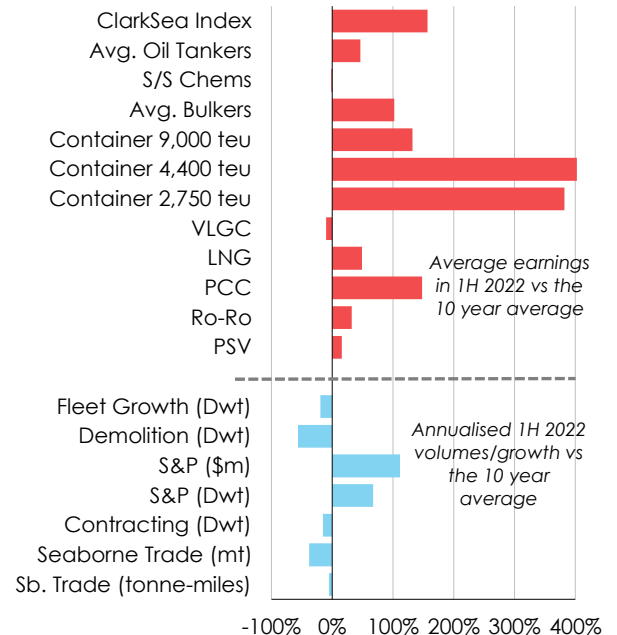 ClarkSea Index
Avg. Oil Tankers
S/S Chems
Avg. Bulkers
Container 9,000 teu
Container 4,400 teu
Container 2,750 teu
VLGC
LNG
PCC
Ro-Ro
PSV
Average earnings
in 1H 2022 vs the
10 year average
Fleet Growth (Dwt)
Demolition (Dwt)
S&P ($m)
S&P (Dwt)
Contracting (Dwt)
Seaborne Trade (mt)
Sb. Trade (tonne-miles)
Annualised 1H 2022
volumes/growth vs
the 10 year
average
-100% 0% 100% 200% 300% 400%